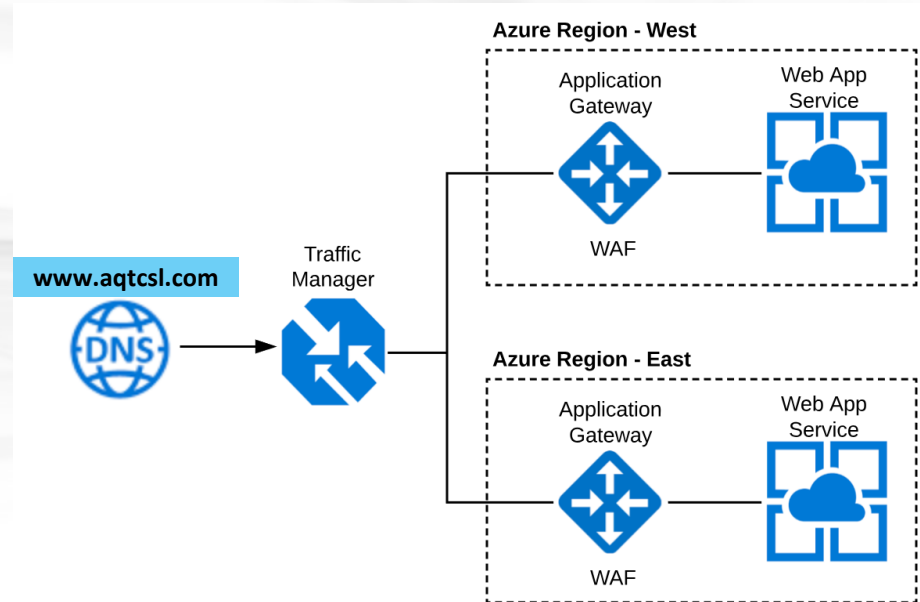 Azure Region - West
Application
Gateway
Web App
Service
WAF
Traffic
Manager
www.aqtcsl.com
DNS
Azure Region - East
Application
Gateway
Web App
Service
WAF